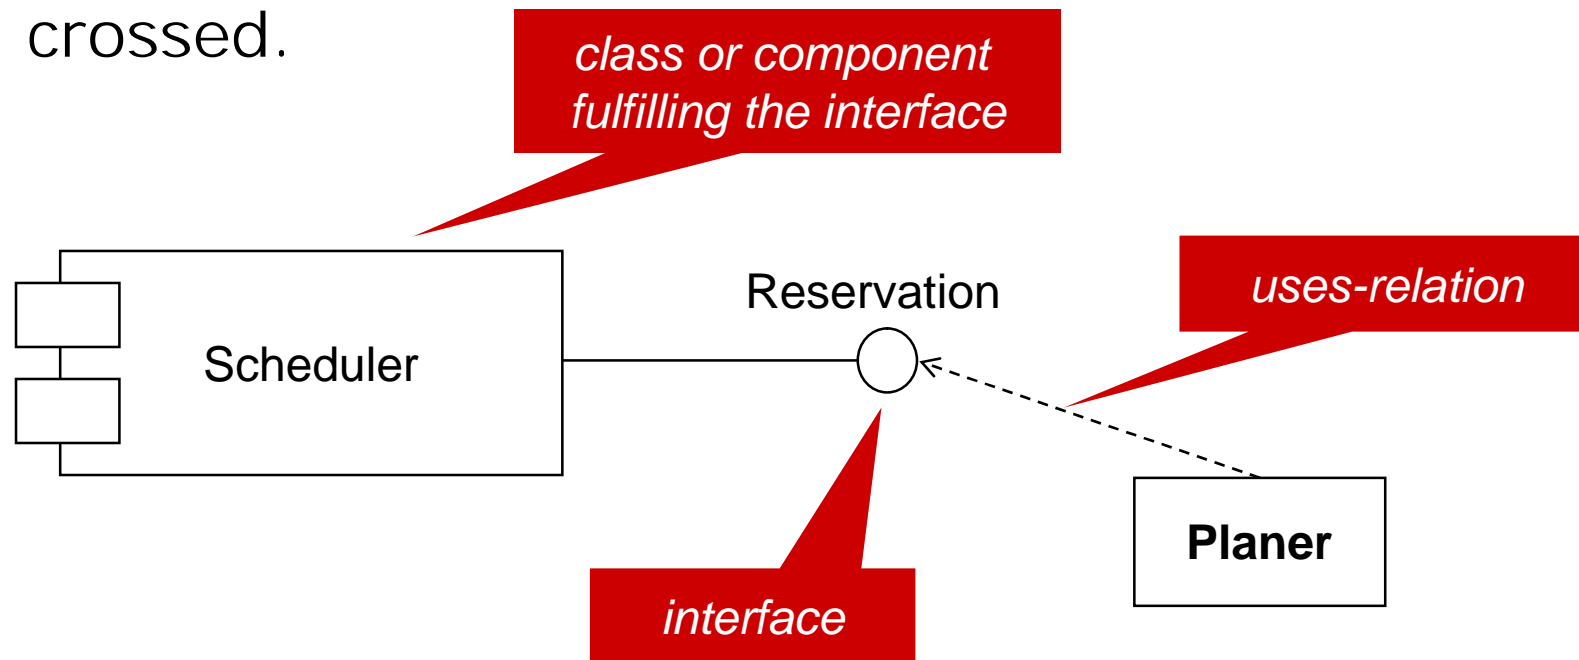 crossed.
class or component
fulfilling the interface
Reservation
uses-relation
Scheduler
Planer
interface